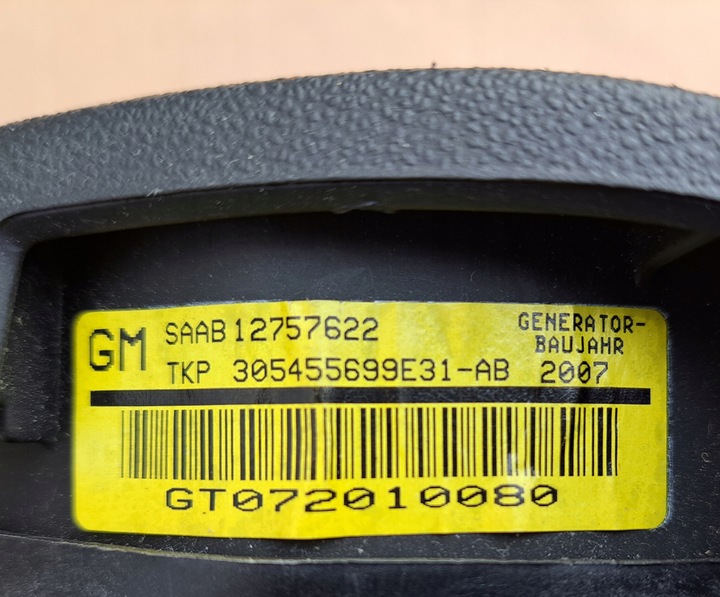 GM
SAAB 12757622
TKP 305455699E31-AB
GENERATOR-
BAUJAHR
2007
GT072010080